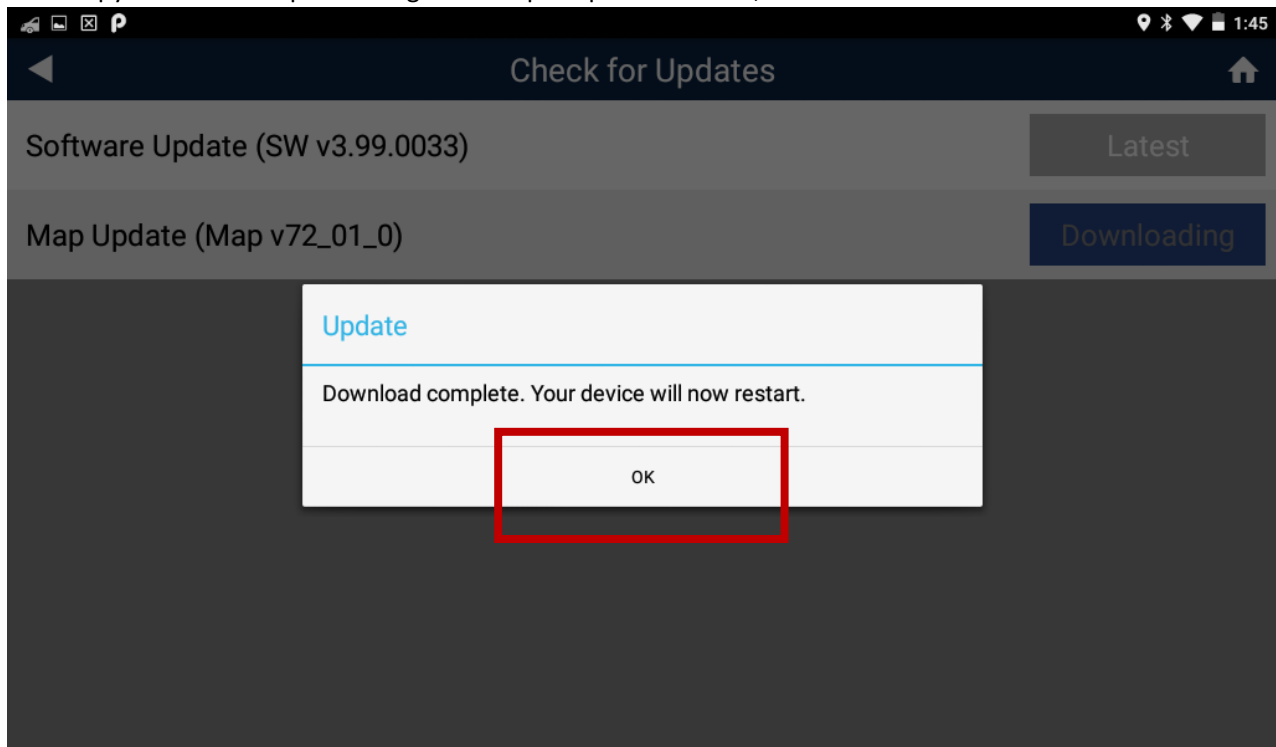 1:45
Check for Updates
Software Update (SW v3.99.0033)
Latest
Map Update (Map v72_01_0)
Downloading
Update
Download complete. Your device will now restart.
OK